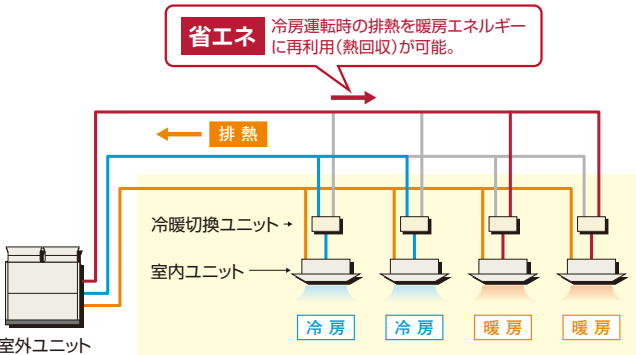 省エネ
冷房運転時の排熱を暖房エネルギー
に再利用(熱回収)が可能。
排熱
冷暖切換ユニット→
室内ユニット→
冷房
冷房
暖房
暖房
室外ユニット